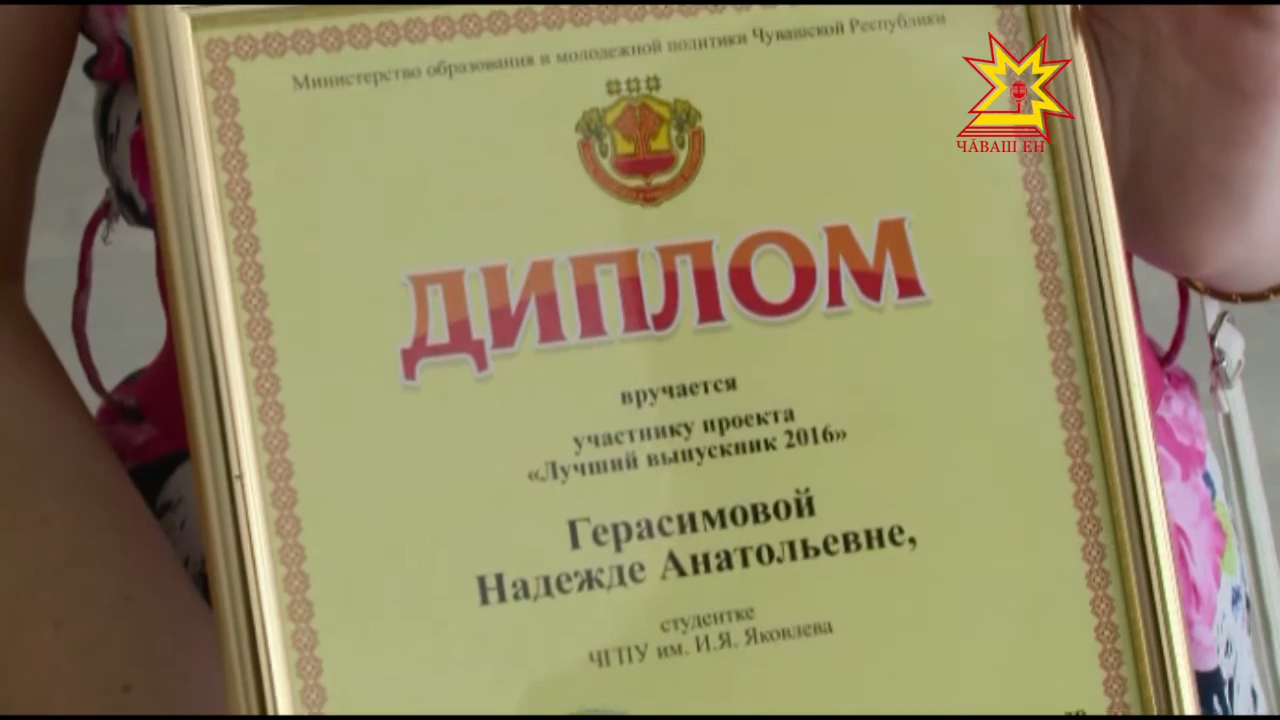 Министерство образования и молодежной политики Чувашской Республики
ЧӐВАШ ЕН
ДИПЛОМ
вручается
участнику проекта
«Лучший выпускник 2016»
Герасимовой
Надежде Анатольевне,
студентке
ЧГПУ им. И.Я. Яковлева